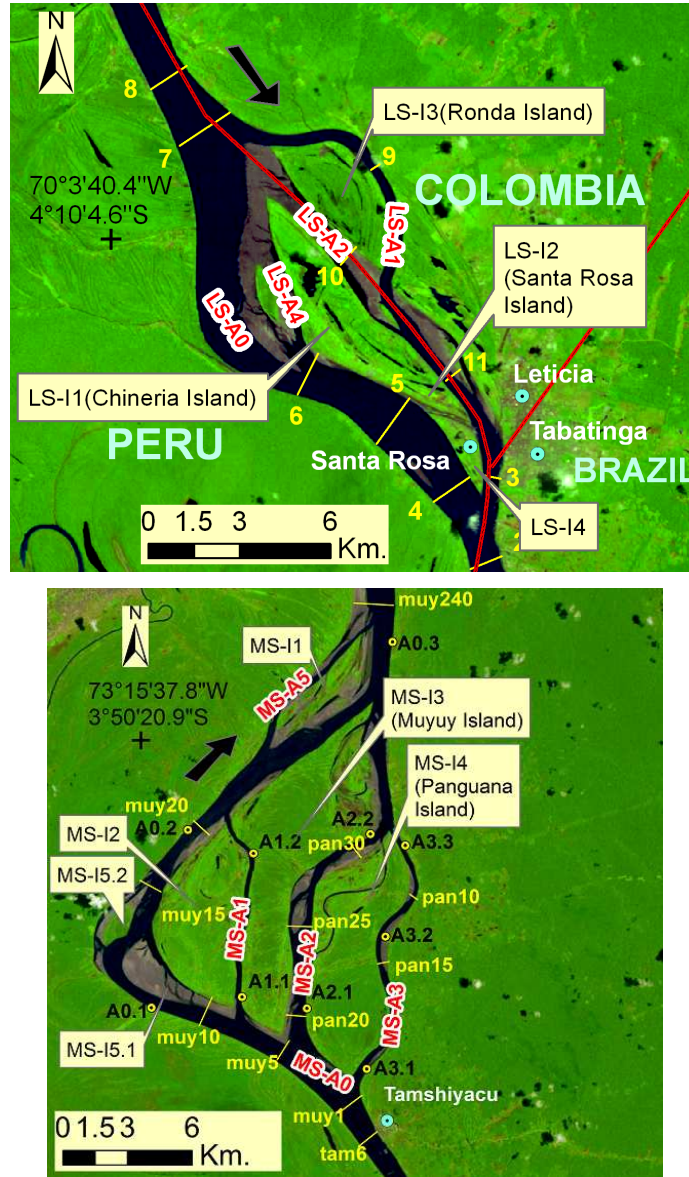 N
8
7
LS-I3(Ronda Island)
9
70°3'40.4"W
4°10'4.6"S
COLOMBIA
LS-A2
LS-A1
10
LS-I2
(Santa Rosa
Island)
LS-A4
LS-A0
11
5
Leticia
LS-I1(Chineria Island)
6
Tabatinga
PERU
Santa Rosa
BRAZIL
3
4
LS-I4
2
0 1.5 3 6
Km.
N
muy240
MS-I1
A0.3
MS-A5
73°15'37.8"W
3°50'20.9"S
MS-I3
(Muyuy Island)
MS-I4
(Panguana
Island)
muy20
A0.2
A2.2
MS-I2
A1.2
pan30
A3.3
MS-I5.2
muy15
pan10
MS-A1
pan25
MS-A2
A3.2
pan15
A1.1
A2.1
MS-A3
A0.1
muy10
pan20
MS-I5.1
muy5
MS-A0
A3.1
muy1
Tamshiyacu
0 1.5 3 6
Km.
tam6